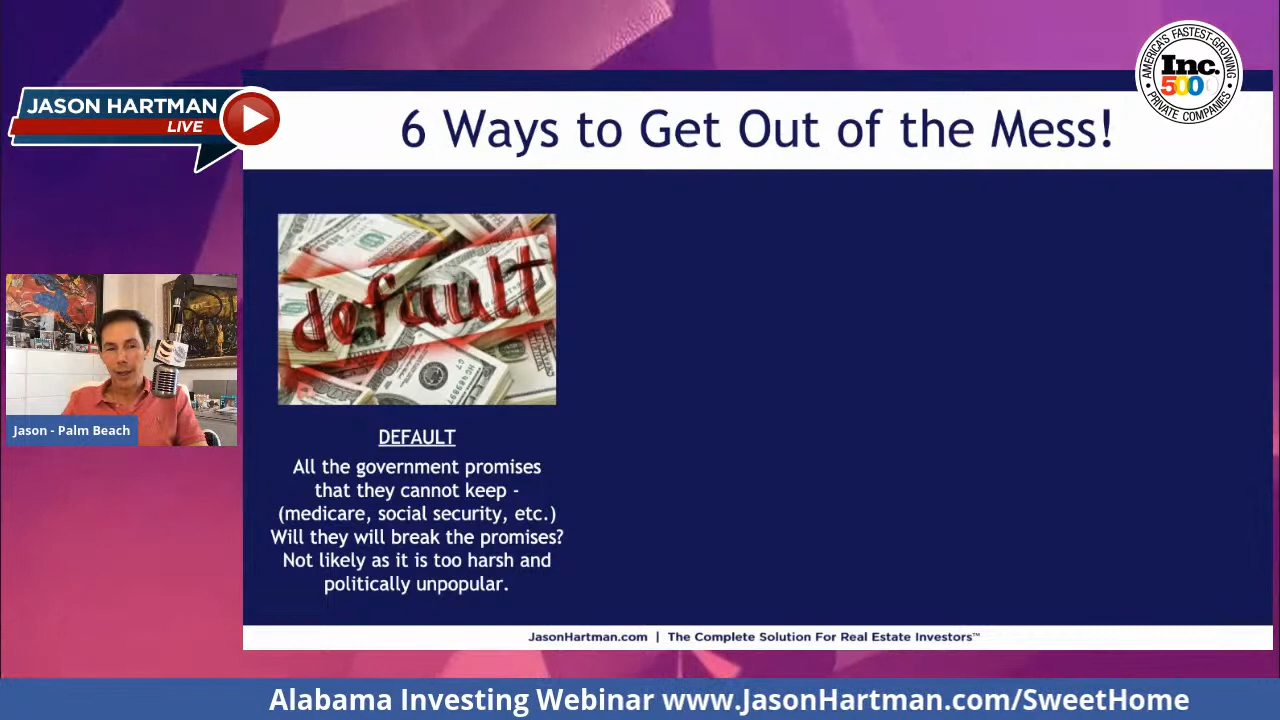 JASON HARTMAN
LIVE
AMERICA'S FASTEST-GROWING
Inc.
500
PRIVATE COMPANIES
6 Ways to Get Out of the Mess!
default
DEFAULT
All the government promises
that they cannot keep -
(medicare, social security, etc.)
Will they will break the promises?
Not likely as it is too harsh and
politically unpopular.
Jason - Palm Beach
JasonHartman.com | The Complete Solution For Real Estate Investors™
Alabama Investing Webinar www.JasonHartman.com/SweetHome